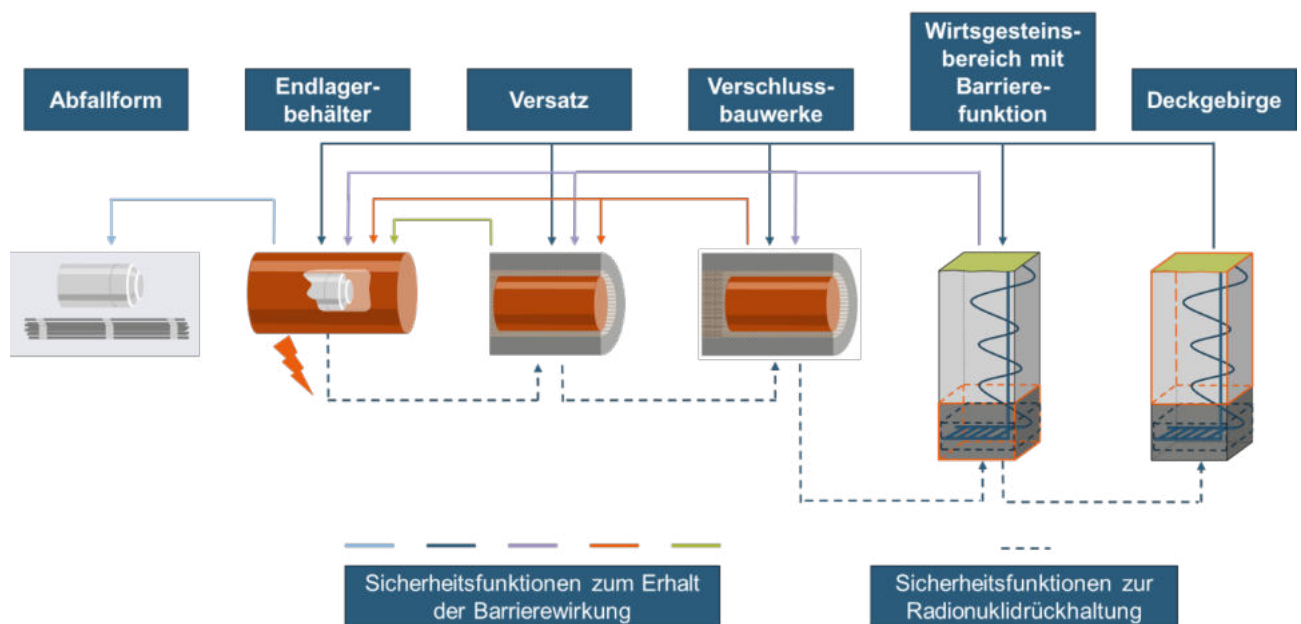 Abfallform
Endlager-
behälter
Versatz
Verschluss-
bauwerke
Wirtsgesteins-
bereich mit
Barriere-
funktion
Deckgebirge
Sicherheitsfunktionen zum Erhalt
der Barrierewirkung
Sicherheitsfunktionen zur
Radionuklidrückhaltung